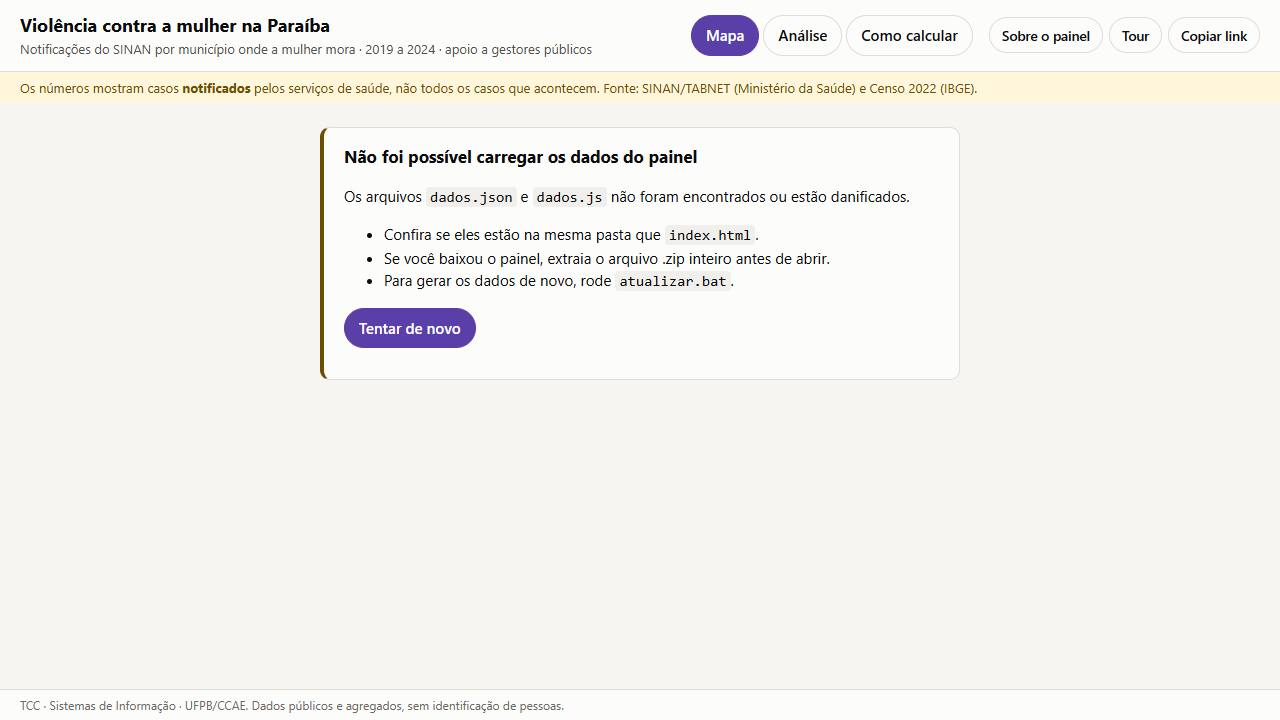 Violência contra a mulher na Paraíba
Notificações do SINAN por município onde a mulher mora · 2019 a 2024 · apoio a gestores públicos
Mapa
Análise
Como calcular
Sobre o painel
Tour
Copiar link
Os números mostram casos notificados pelos serviços de saúde, não todos os casos que acontecem. Fonte: SINAN/TABNET (Ministério da Saúde) e Censo 2022 (IBGE).
Não foi possível carregar os dados do painel
Os arquivos dados.json e dados.js não foram encontrados ou estão danificados.
• Confira se eles estão na mesma pasta que index.html.
• Se você baixou o painel, extraia o arquivo .zip inteiro antes de abrir.
• Para gerar os dados de novo, rode atualizar.bat.
Tentar de novo
TCC · Sistemas de Informação · UFPB/CCAE. Dados públicos e agregados, sem identificação de pessoas.